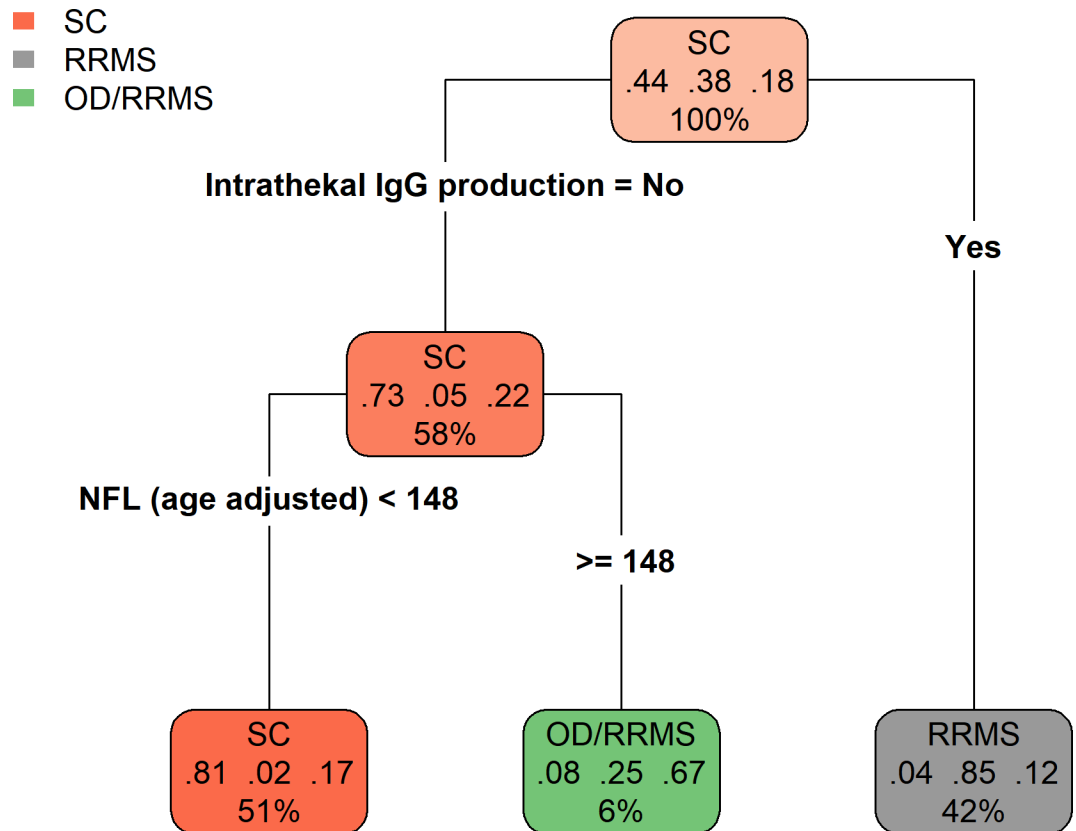 SC
RRMS
OD/RRMS
SC
.44 .38 .18
100%
Intrathekal IgG production = No
Yes
SC
.73 .05 .22
58%
NFL (age adjusted) < 148
>= 148
SC
.81 .02 .17
51%
OD/RRMS
.08 .25 .67
6%
RRMS
.04 .85 .12
42%